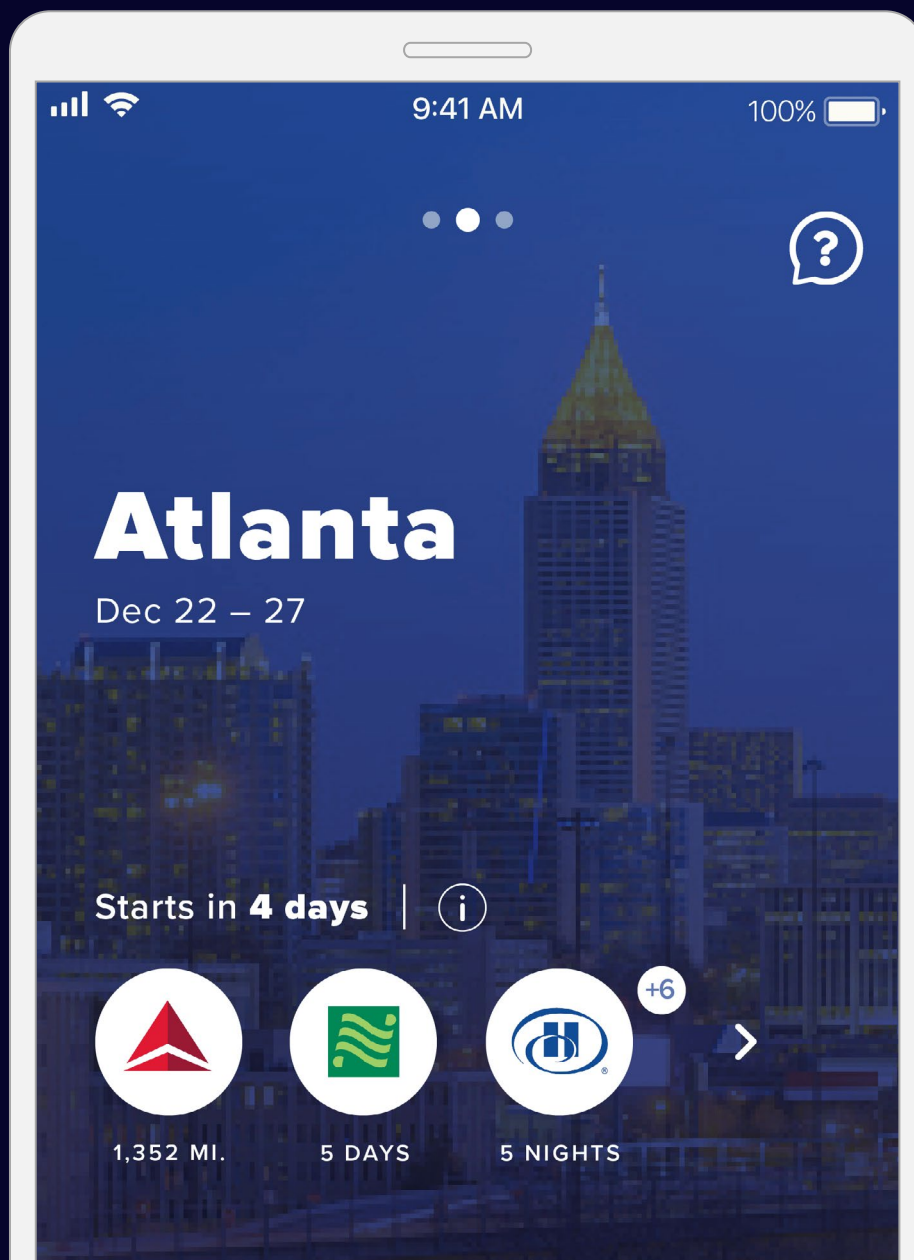 9:41 AM
100%
?
Atlanta
Dec 22 – 27
Starts in 4 days | i
+6
H
®
1,352 MI.
5 DAYS
5 NIGHTS